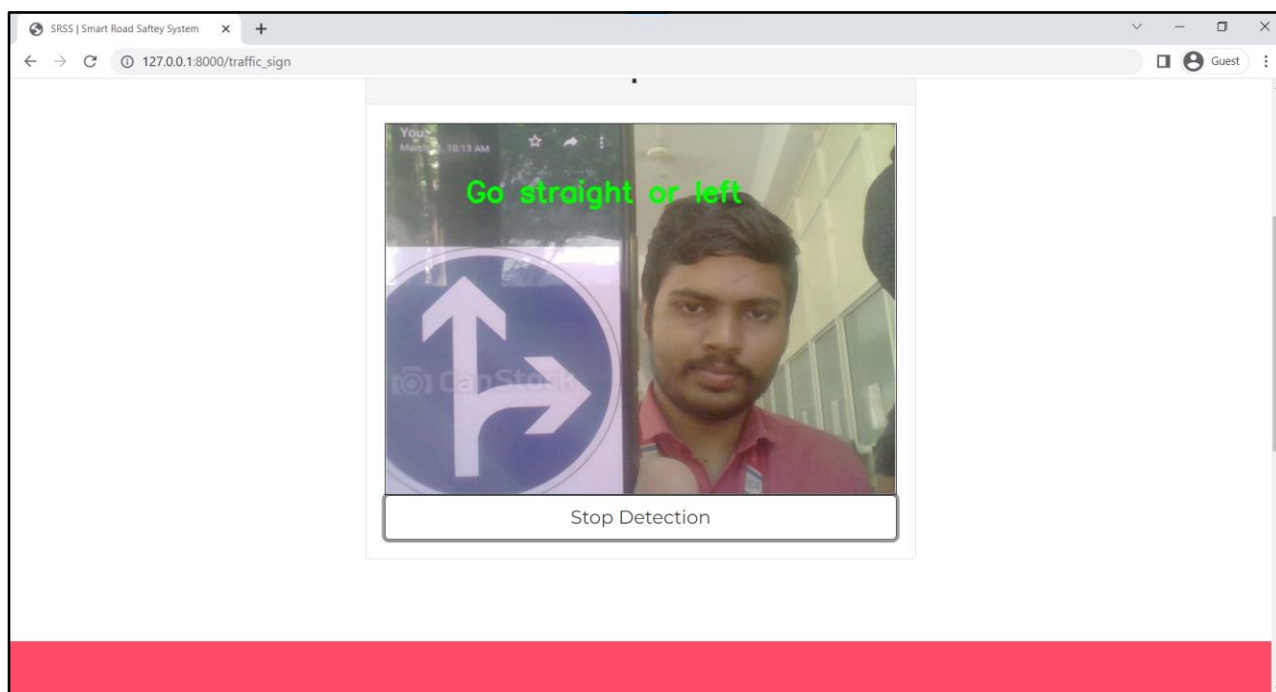 SRSS | Smart Road Saftey System
127.0.0.1:8000/traffic_sign
Guest
You
10:13 AM
Go straight or left
CanStock
Stop Detection